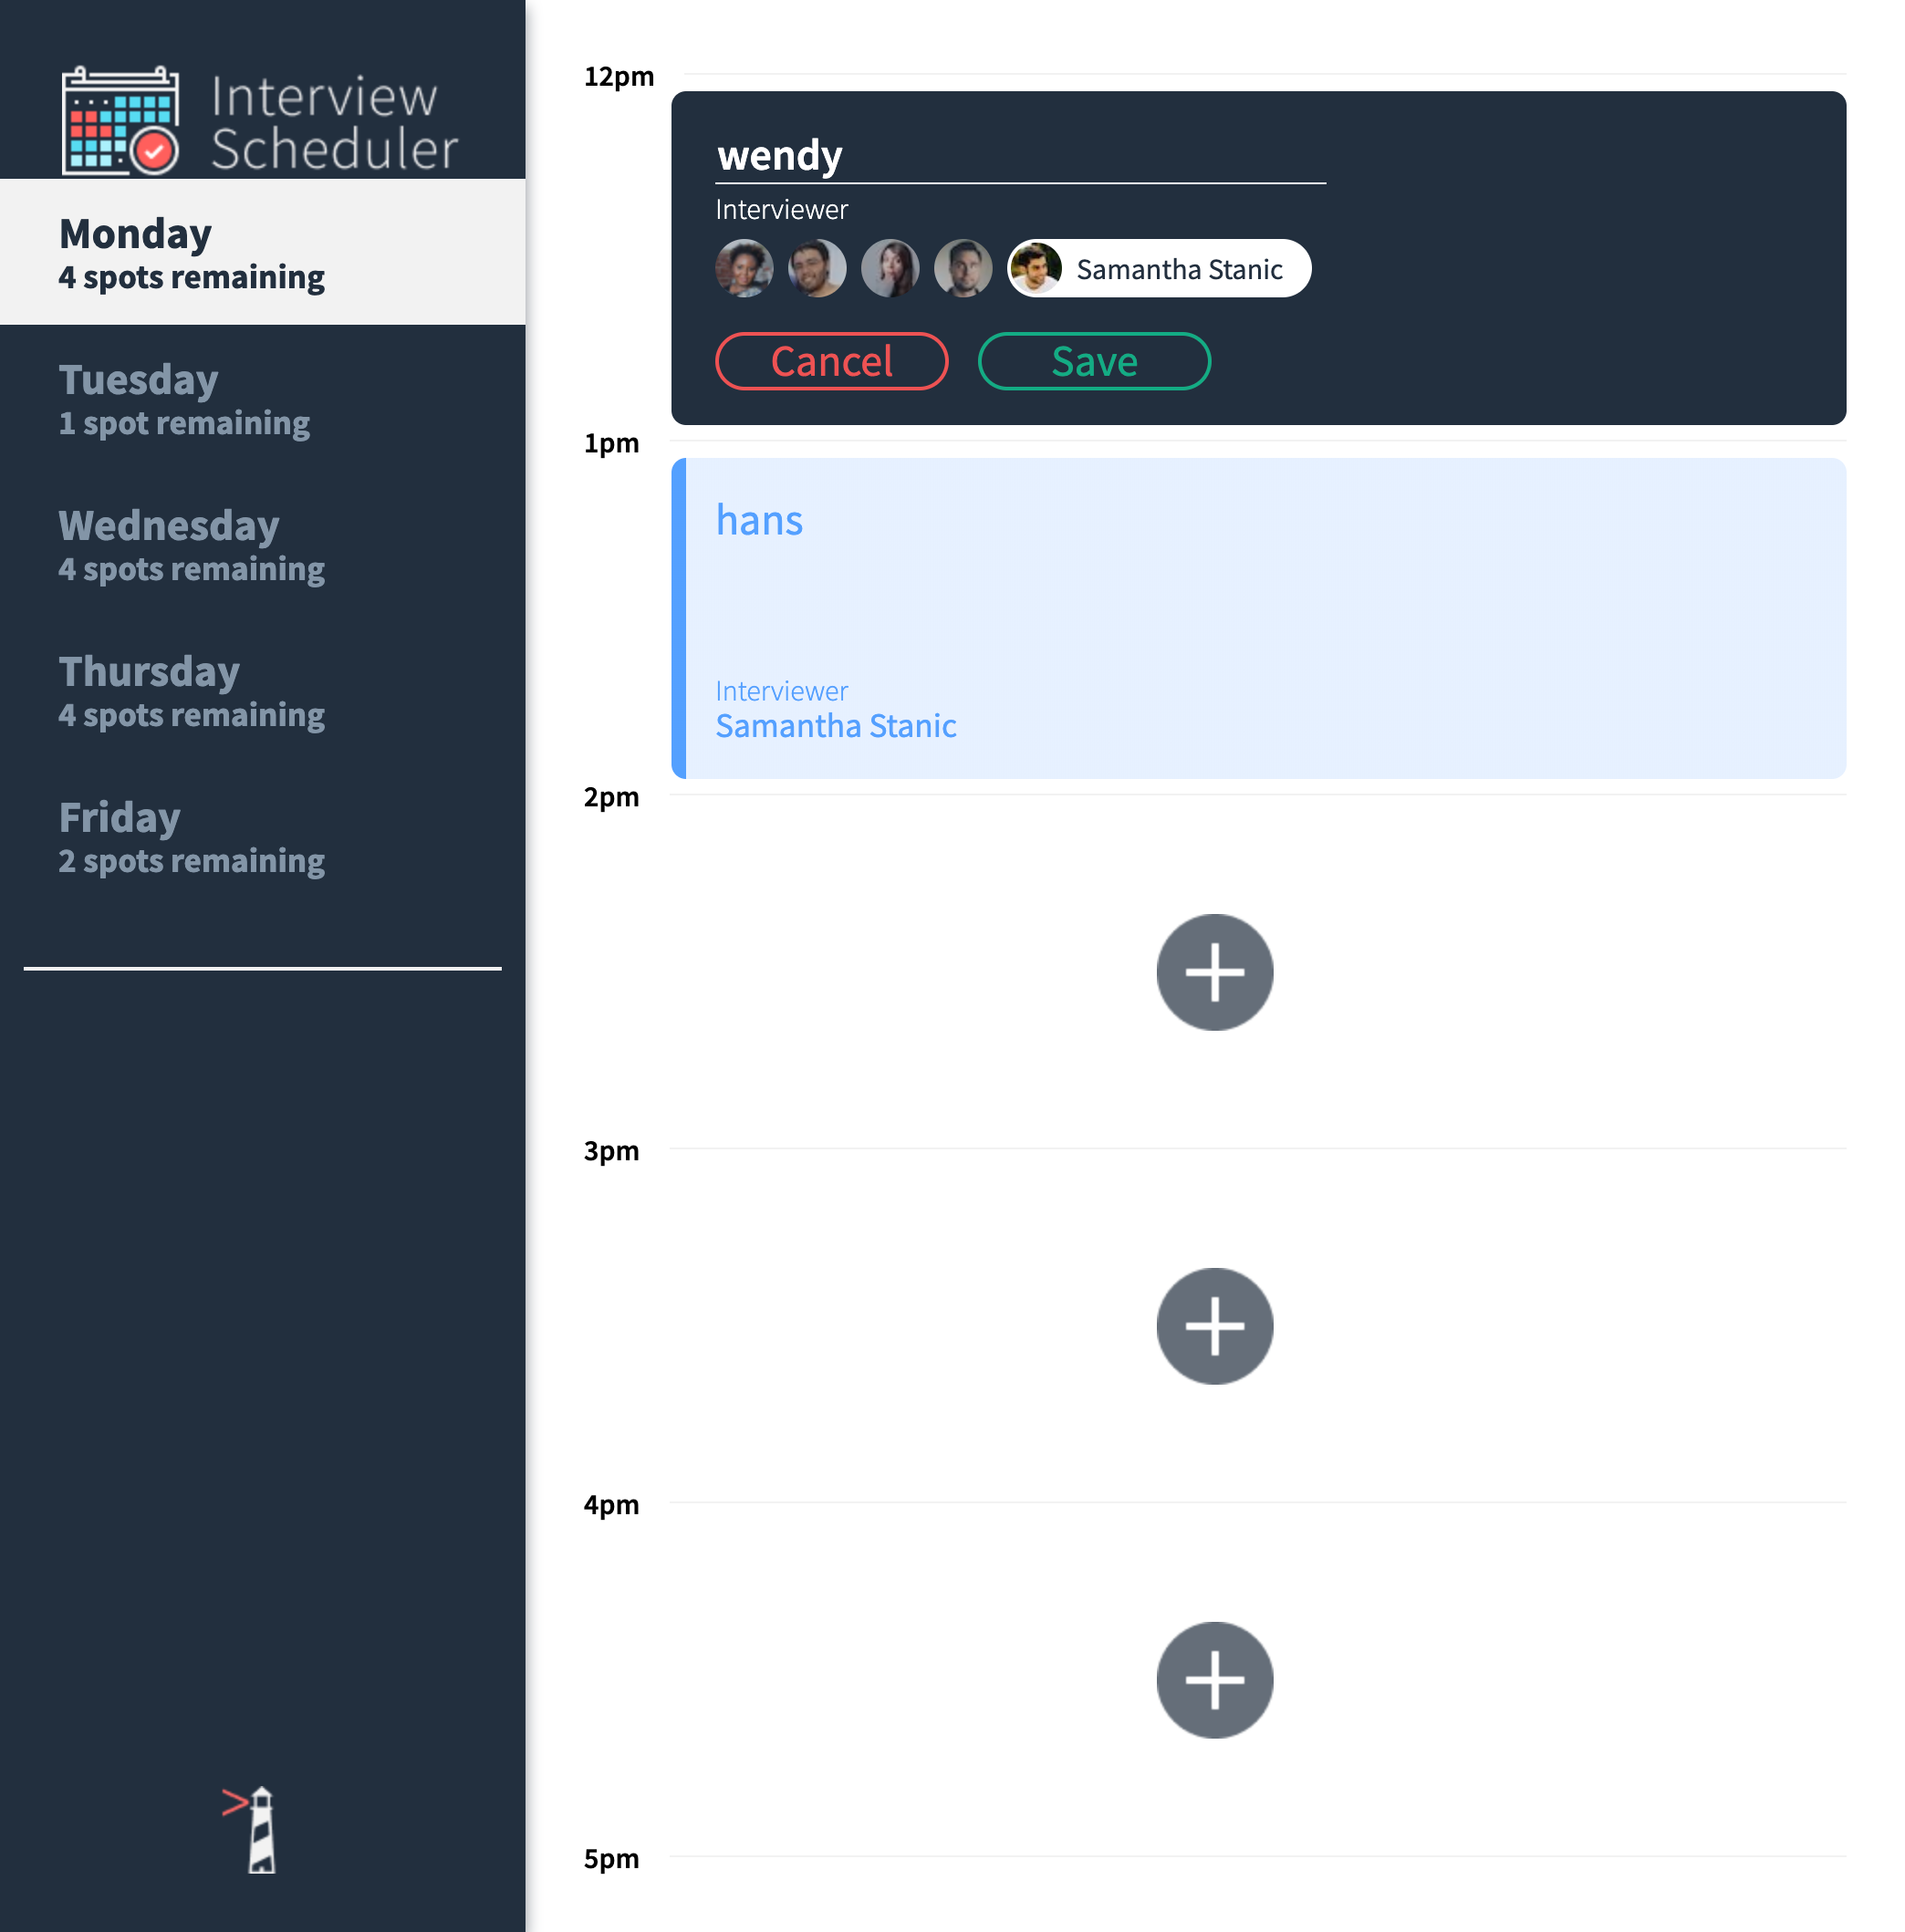 Interview
Scheduler
Monday
4 spots remaining
Tuesday
1 spot remaining
Wednesday
4 spots remaining
Thursday
4 spots remaining
Friday
2 spots remaining
12pm
wendy
Interviewer
Samantha Stanic
Cancel
Save
1pm
hans
Interviewer
Samantha Stanic
2pm
3pm
4pm
5pm